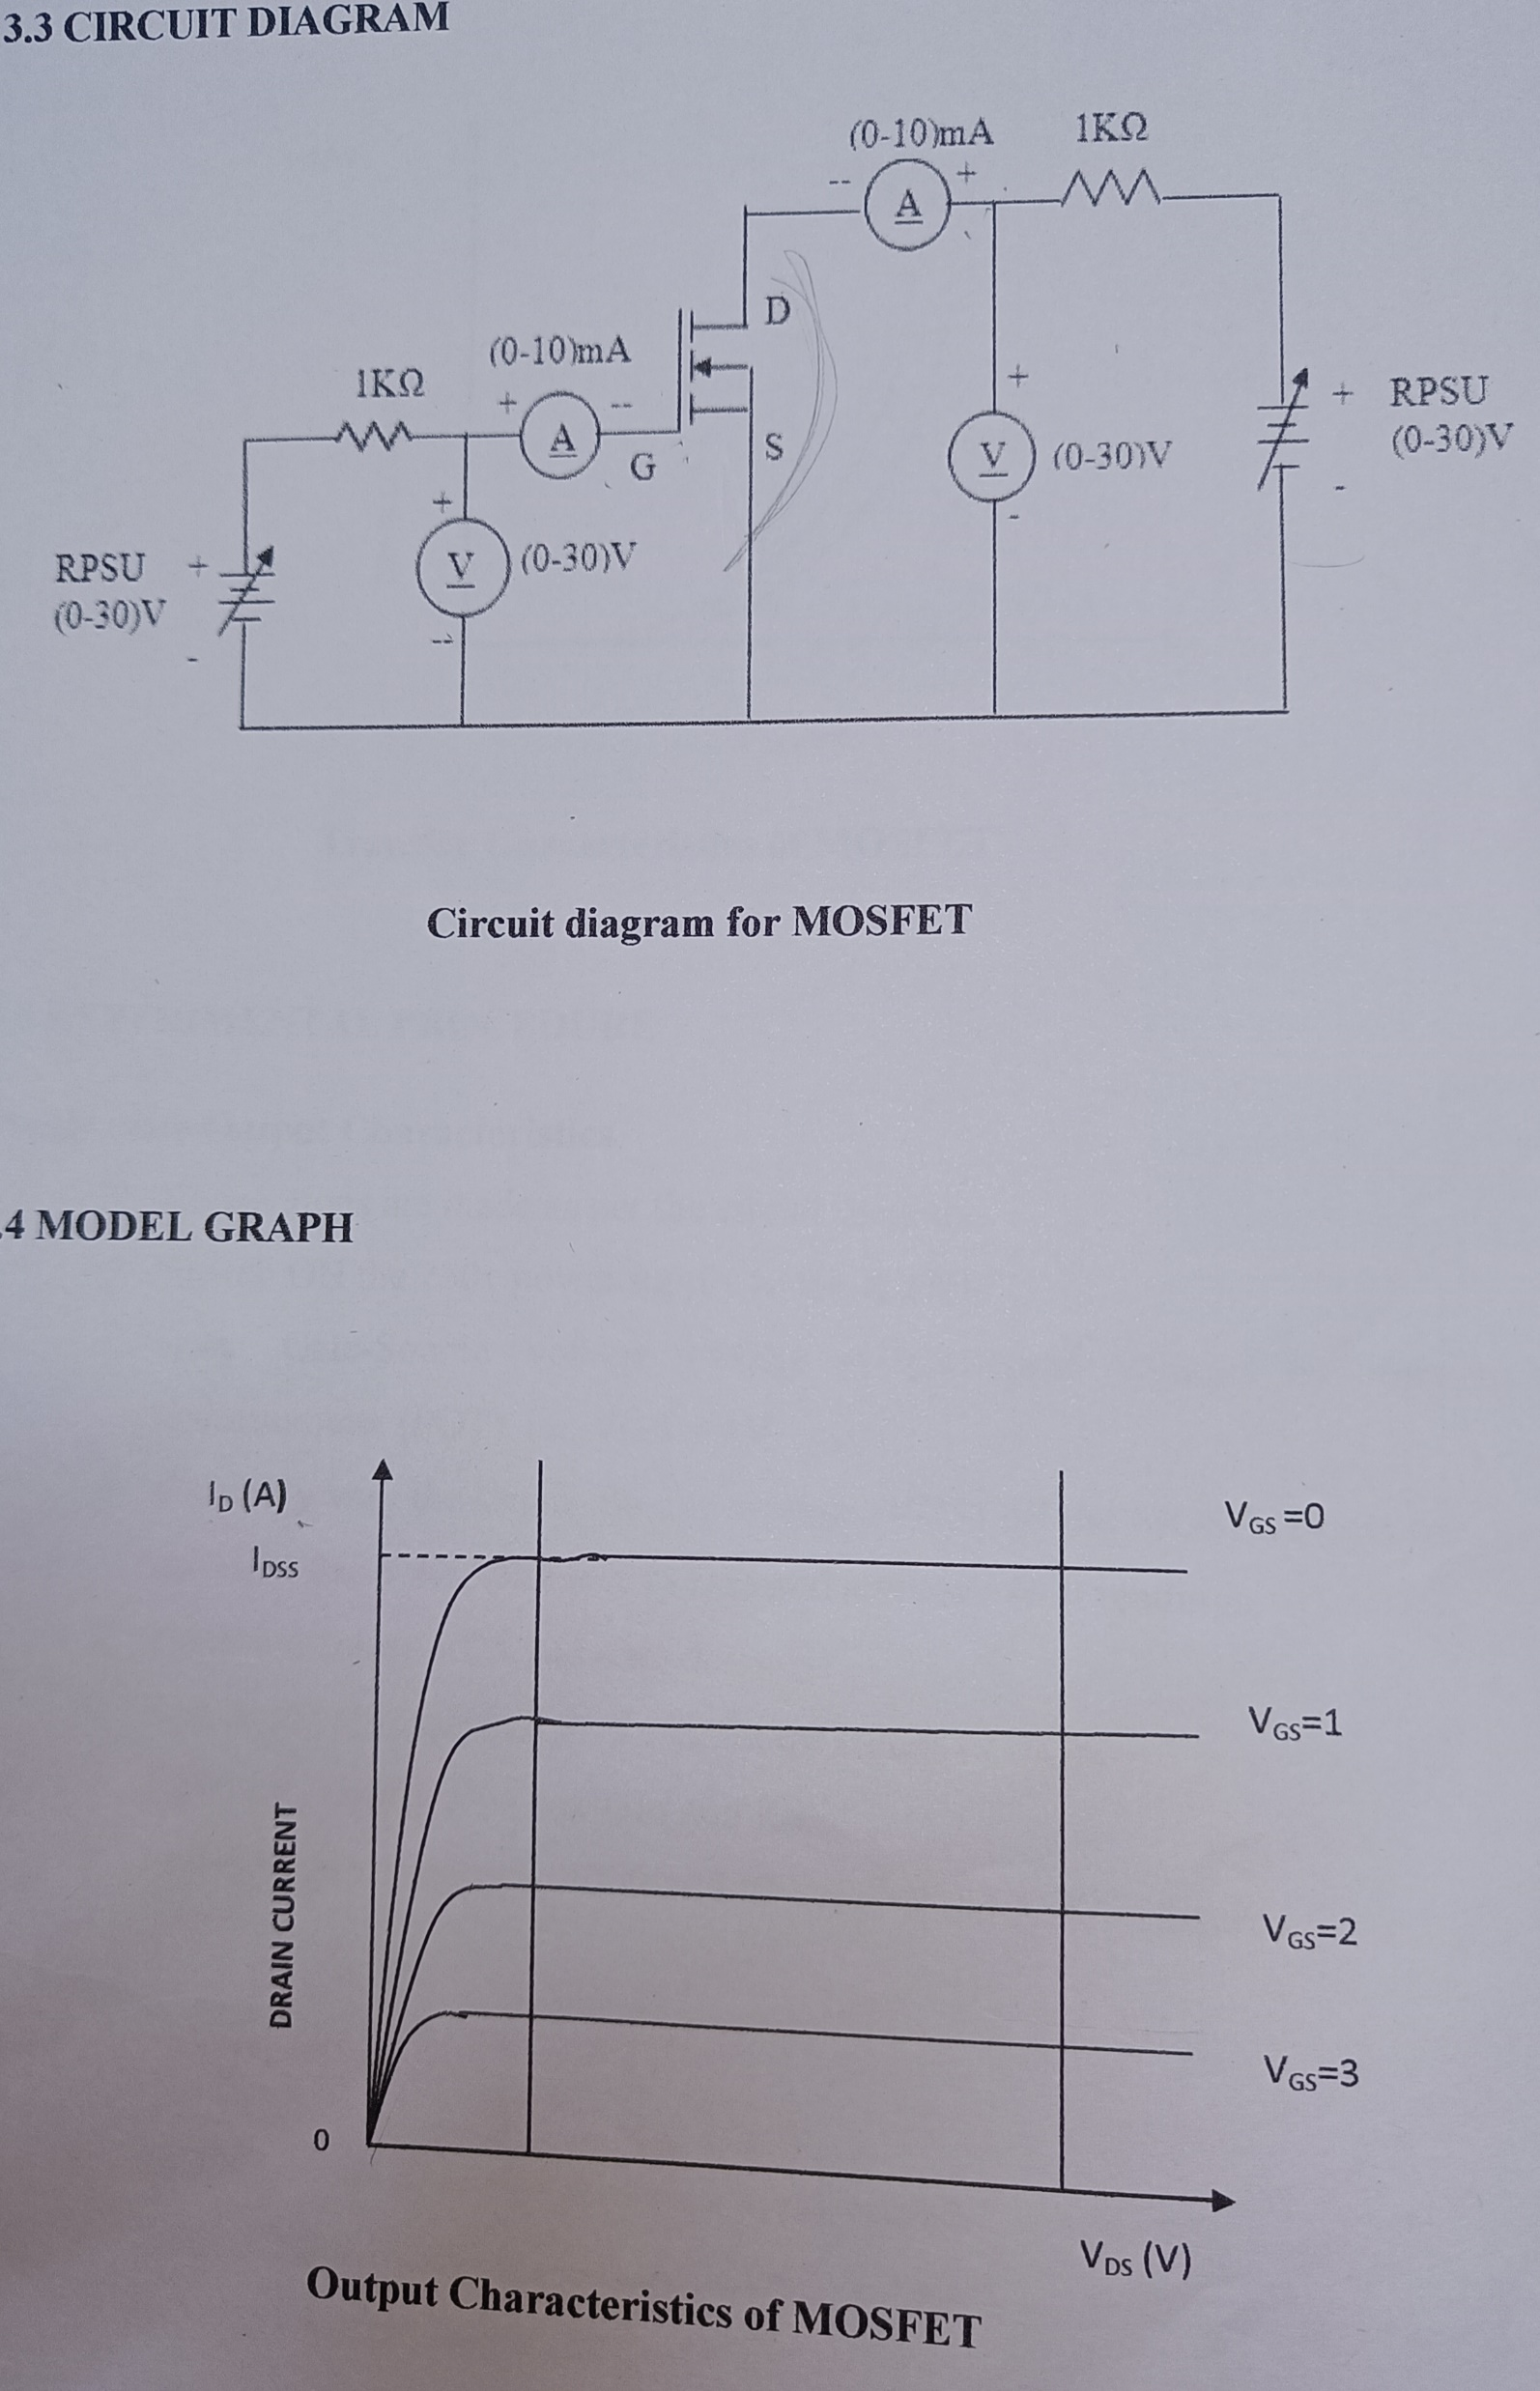 3.3 CIRCUIT DIAGRAM
(0-10)mA
1KΩ
--
+
A
D
(0-10)mA
1KΩ
+
--
A
G
S
+
V
(0-30)V
-
+
RPSU
(0-30)V
-
RPSU
(0-30)V
+
-
+
V
(0-30)V
--
Circuit diagram for MOSFET
.4 MODEL GRAPH
ID (A)
IDSS
VGS =0
VGS=1
VGS=2
VGS=3
DRAIN CURRENT
0
VDS (V)
Output Characteristics of MOSFET